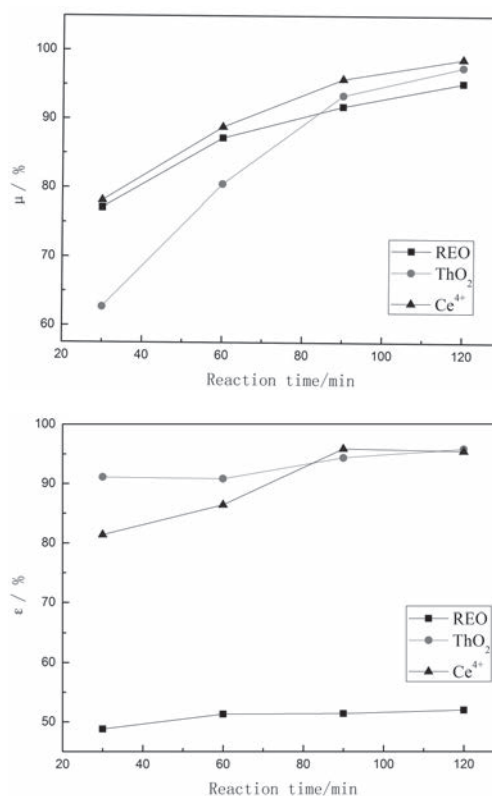 100
90
80
70
60
μ / %
REO
ThO₂
Ce⁴⁺
20 40 60 80 100 120
Reaction time/min
100
90
80
70
60
50
ε / %
REO
ThO₂
Ce⁴⁺
20 40 60 80 100 120
Reaction time/min